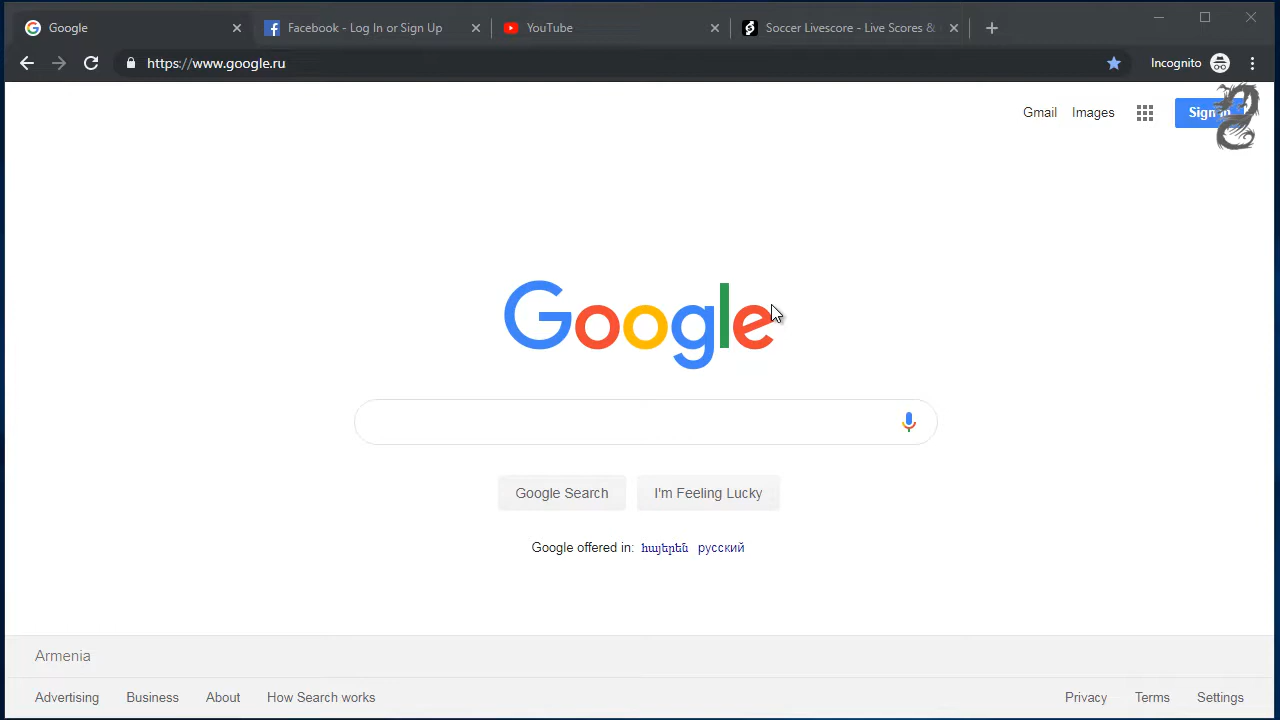 Google
Facebook - Log In or Sign Up
YouTube
Soccer Livescore - Live Scores &
https://www.google.ru
Incognito
Gmail
Images
Sign
Google
Google Search
I'm Feeling Lucky
Google offered in: հայերեն русский
Armenia
Advertising
Business
About
How Search works
Privacy
Terms
Settings